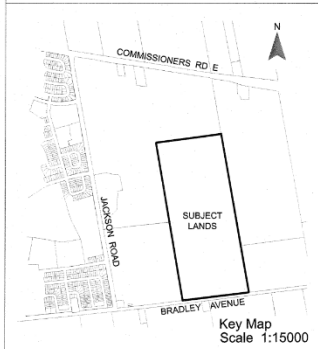 N
COMMISSIONERS RD E
JACKSON ROAD
SUBJECT
LANDS
BRADLEY AVENUE
Key Map
Scale 1:15000